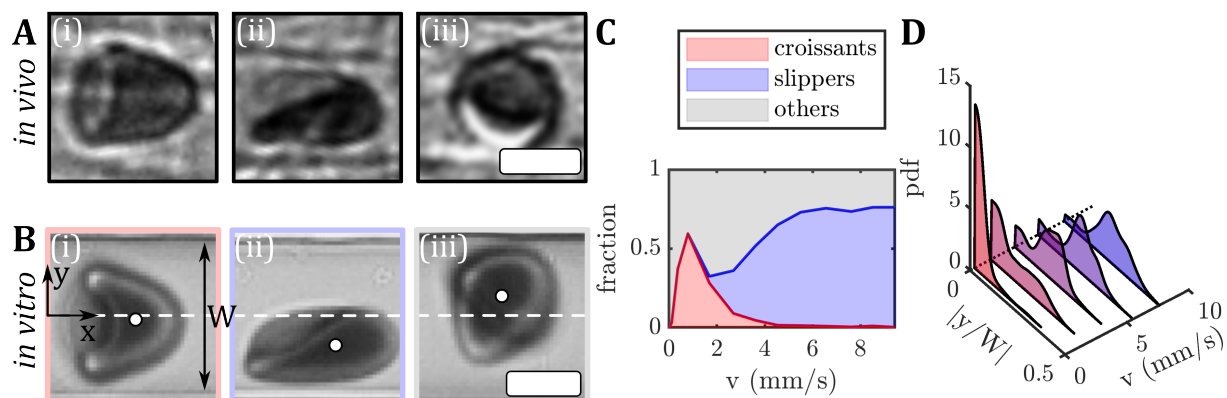 A
in vivo
(i)
(ii)
(iii)
B
in vitro
(i)
y
x
W
(ii)
(iii)
C
croissants
slippers
others
fraction
1
0.5
0
0
2
4
6
8
v (mm/s)
D
pdf
15
10
5
0
0
0.5
|y/W|
0
5
10
v (mm/s)